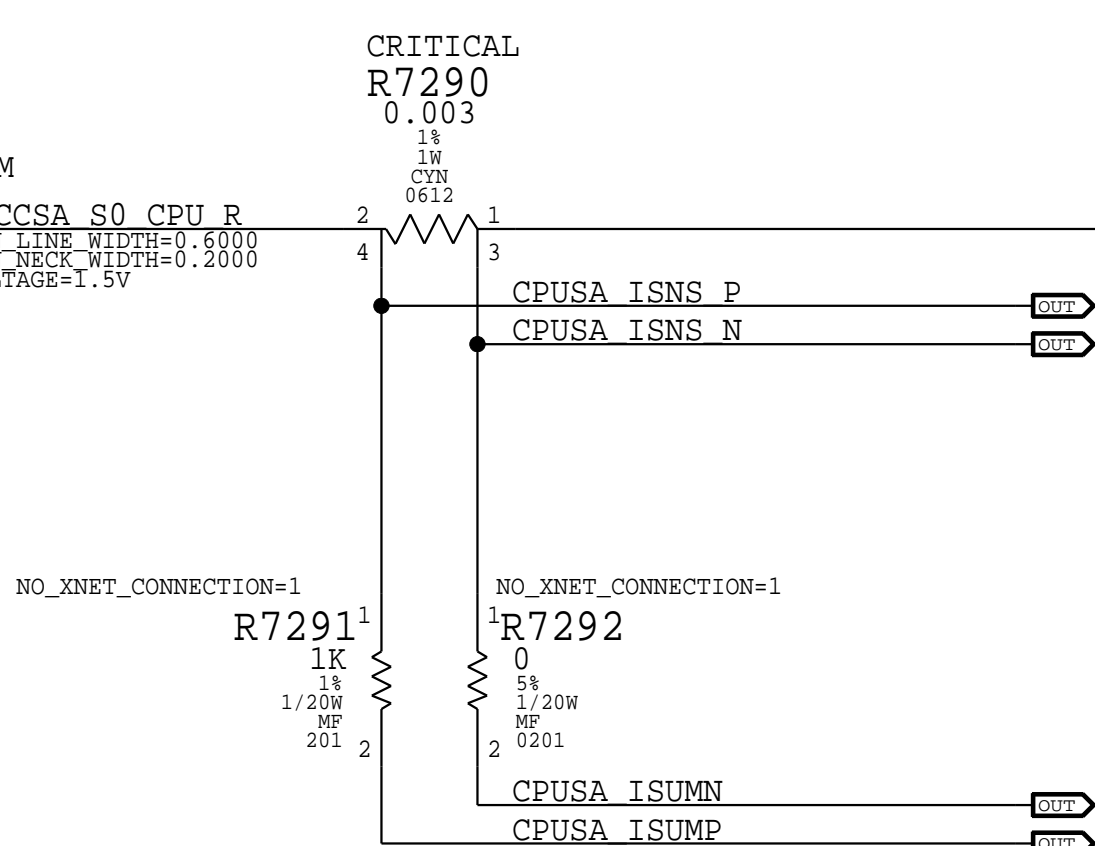 CRITICAL
R7290
0.003
1%
1W
CYN
0612
M
CCSA_S0_CPU_R
2
1
_LINE_WIDTH=0.6000
4
3
_NECK_WIDTH=0.2000
TAGE=1.5V
CPUSA_ISNS_P
OUT
CPUSA_ISNS_N
OUT
NO_XNET_CONNECTION=1
NO_XNET_CONNECTION=1
R7291
1
1
R7292
1K
0
1%
5%
1/20W
1/20W
MF
MF
201
0201
2
2
CPUSA_ISUMN
OUT
CPUSA_ISUMP
OUT